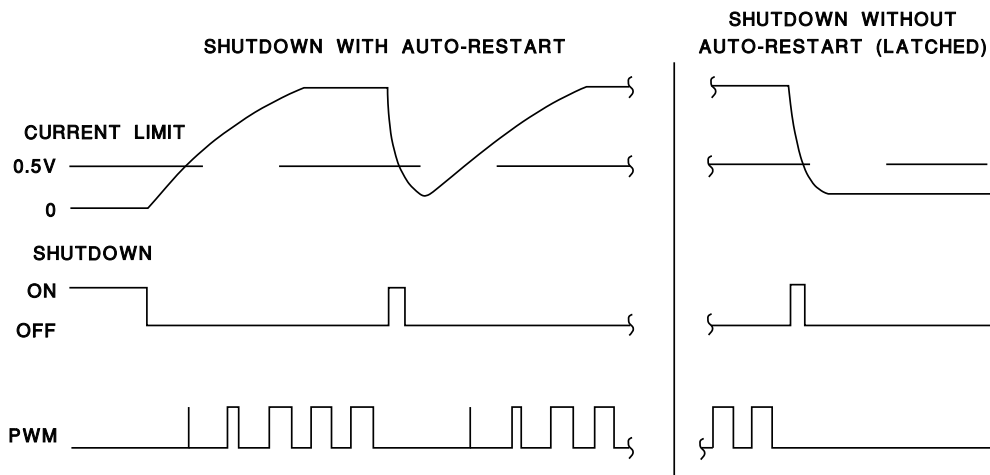 SHUTDOWN WITH AUTO-RESTART
SHUTDOWN WITHOUT
AUTO-RESTART (LATCHED)
CURRENT LIMIT
0.5V
0
SHUTDOWN
ON
OFF
PWM